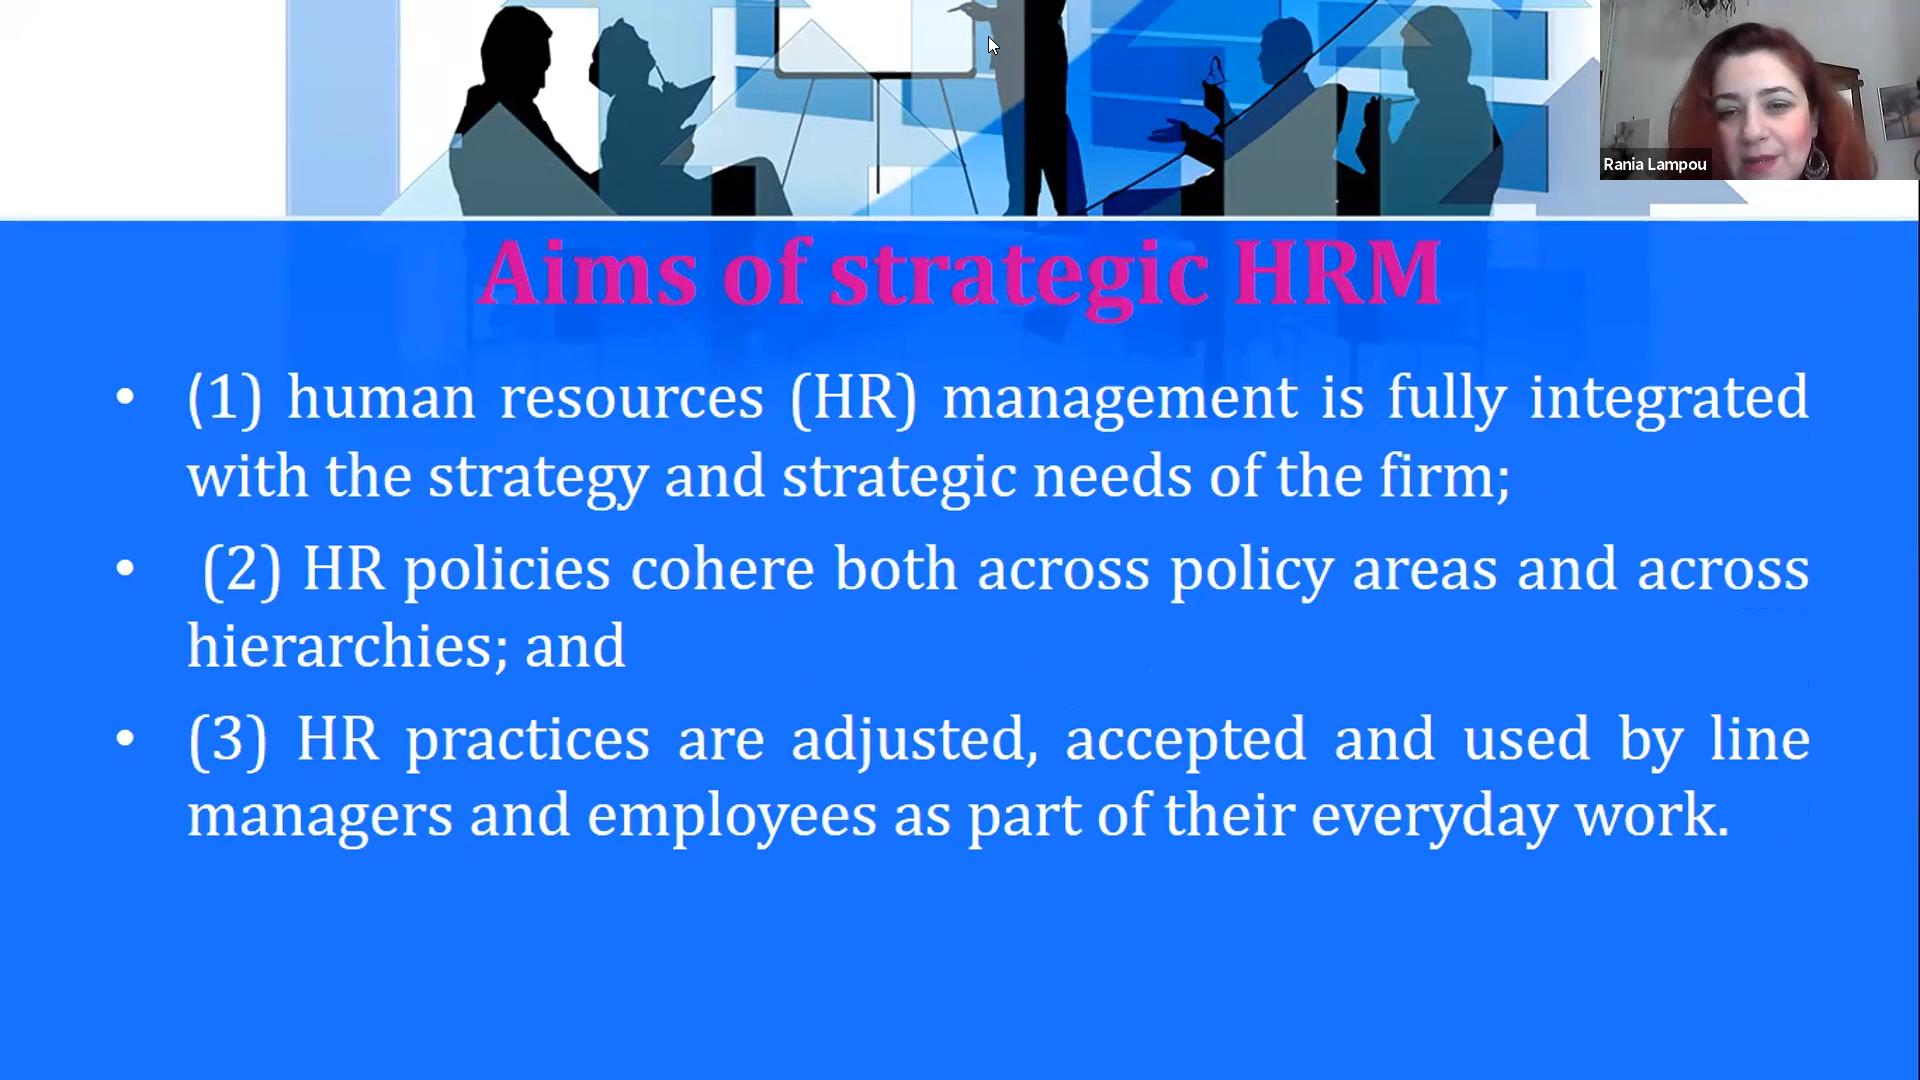 Rania Lampou
Aims of strategic HRM
• (1) human resources (HR) management is fully integrated
with the strategy and strategic needs of the firm;
• (2) HR policies cohere both across policy areas and across
hierarchies; and
• (3) HR practices are adjusted, accepted and used by line
managers and employees as part of their everyday work.